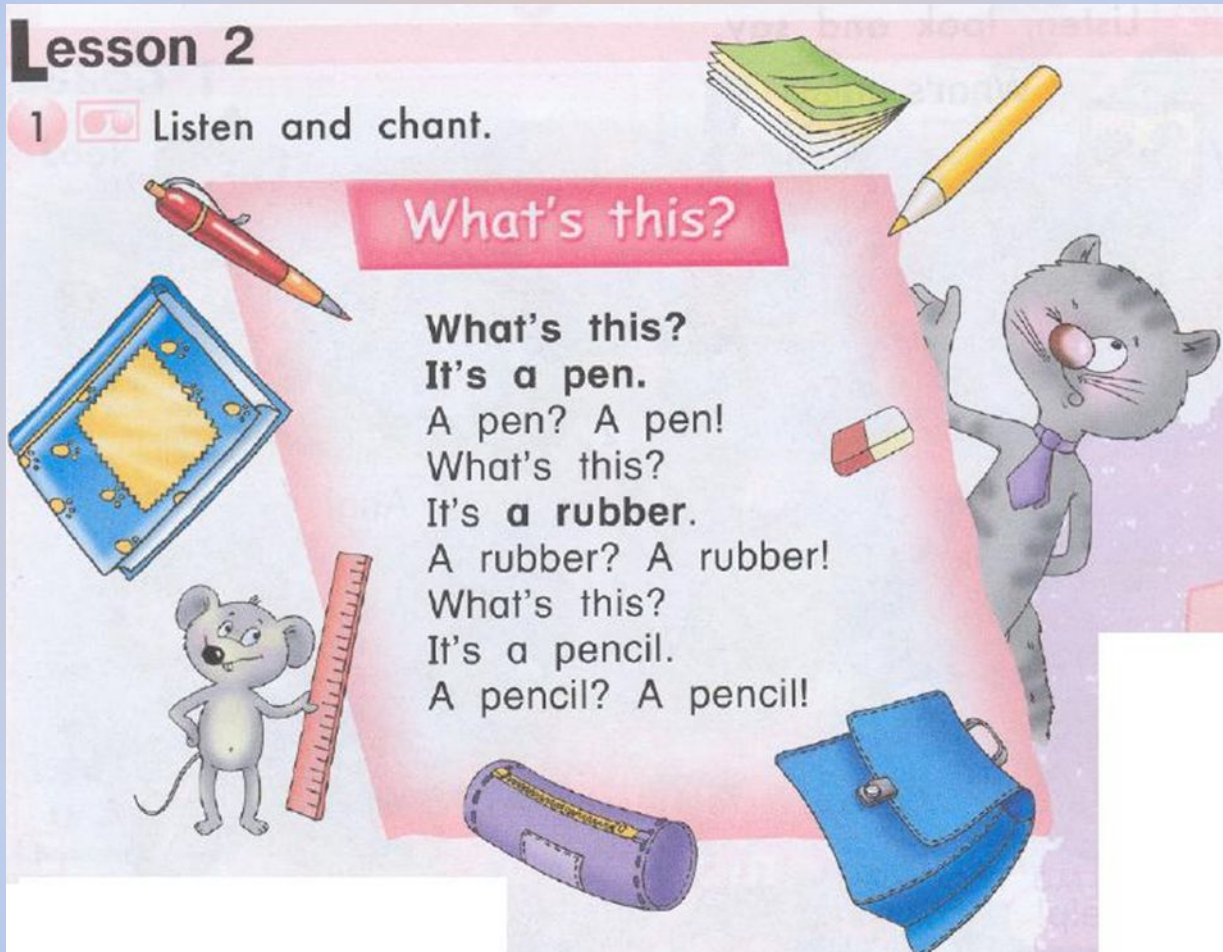 Lesson 2
1 Listen and chant.
What's this?
What's this?
It's a pen.
A pen? A pen!
What's this?
It's a rubber.
A rubber? A rubber!
What's this?
It's a pencil.
A pencil? A pencil!